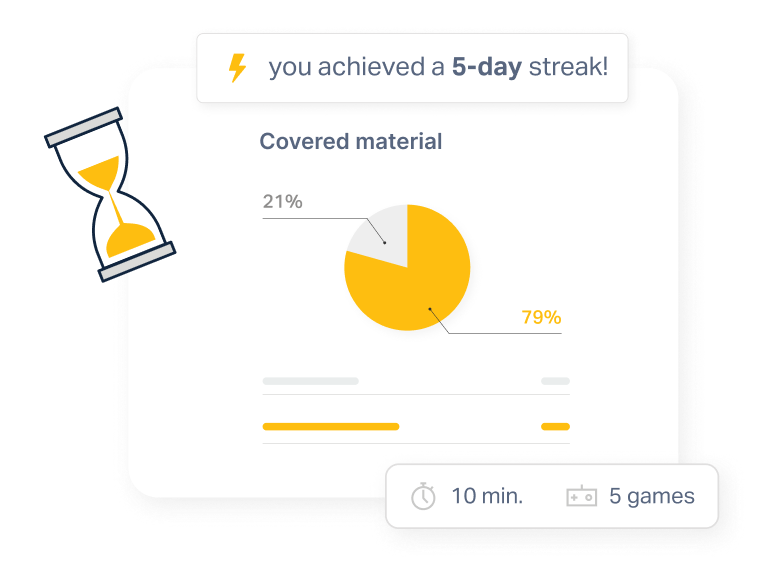 you achieved a 5-day streak!
Covered material
21%
79%
10 min.
5 games